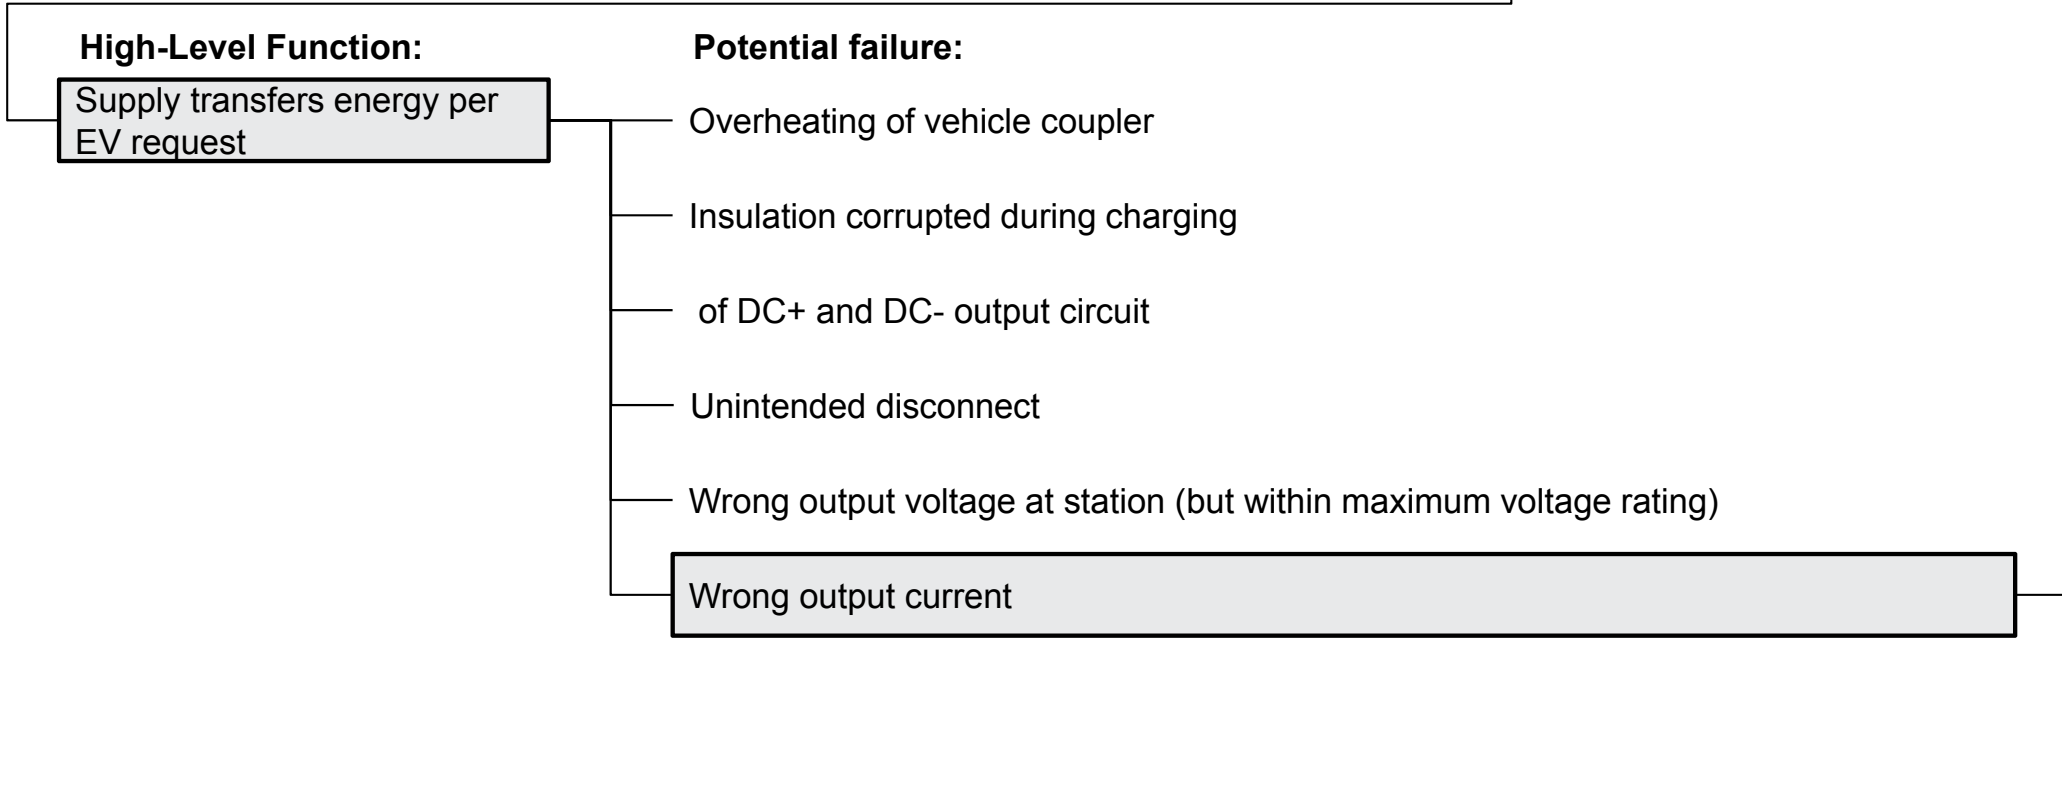 High-Level Function:
Potential failure:
Supply transfers energy per
EV request
Overheating of vehicle coupler
Insulation corrupted during charging
of DC+ and DC- output circuit
Unintended disconnect
Wrong output voltage at station (but within maximum voltage rating)
Wrong output current